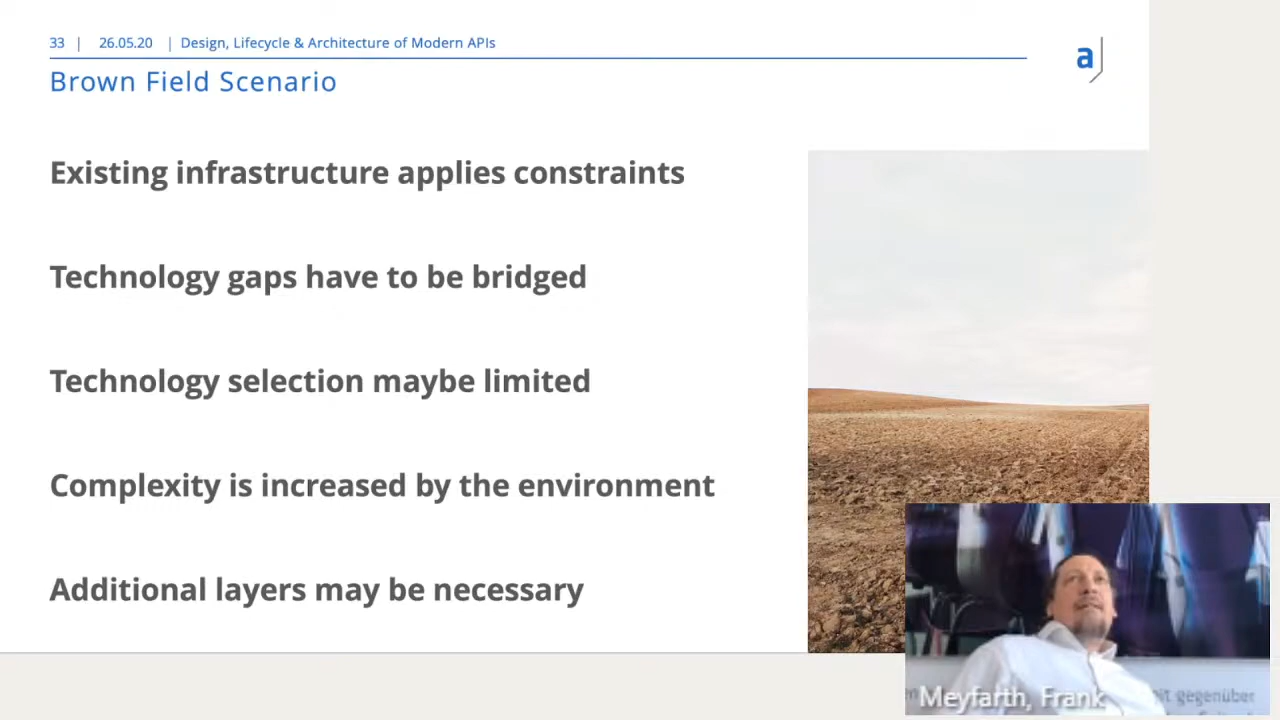 33 | 26.05.20 | Design, Lifecycle & Architecture of Modern APIs
a
Brown Field Scenario
Existing infrastructure applies constraints
Technology gaps have to be bridged
Technology selection maybe limited
Complexity is increased by the environment
Additional layers may be necessary
Meyfarth, Frank
gegenüber